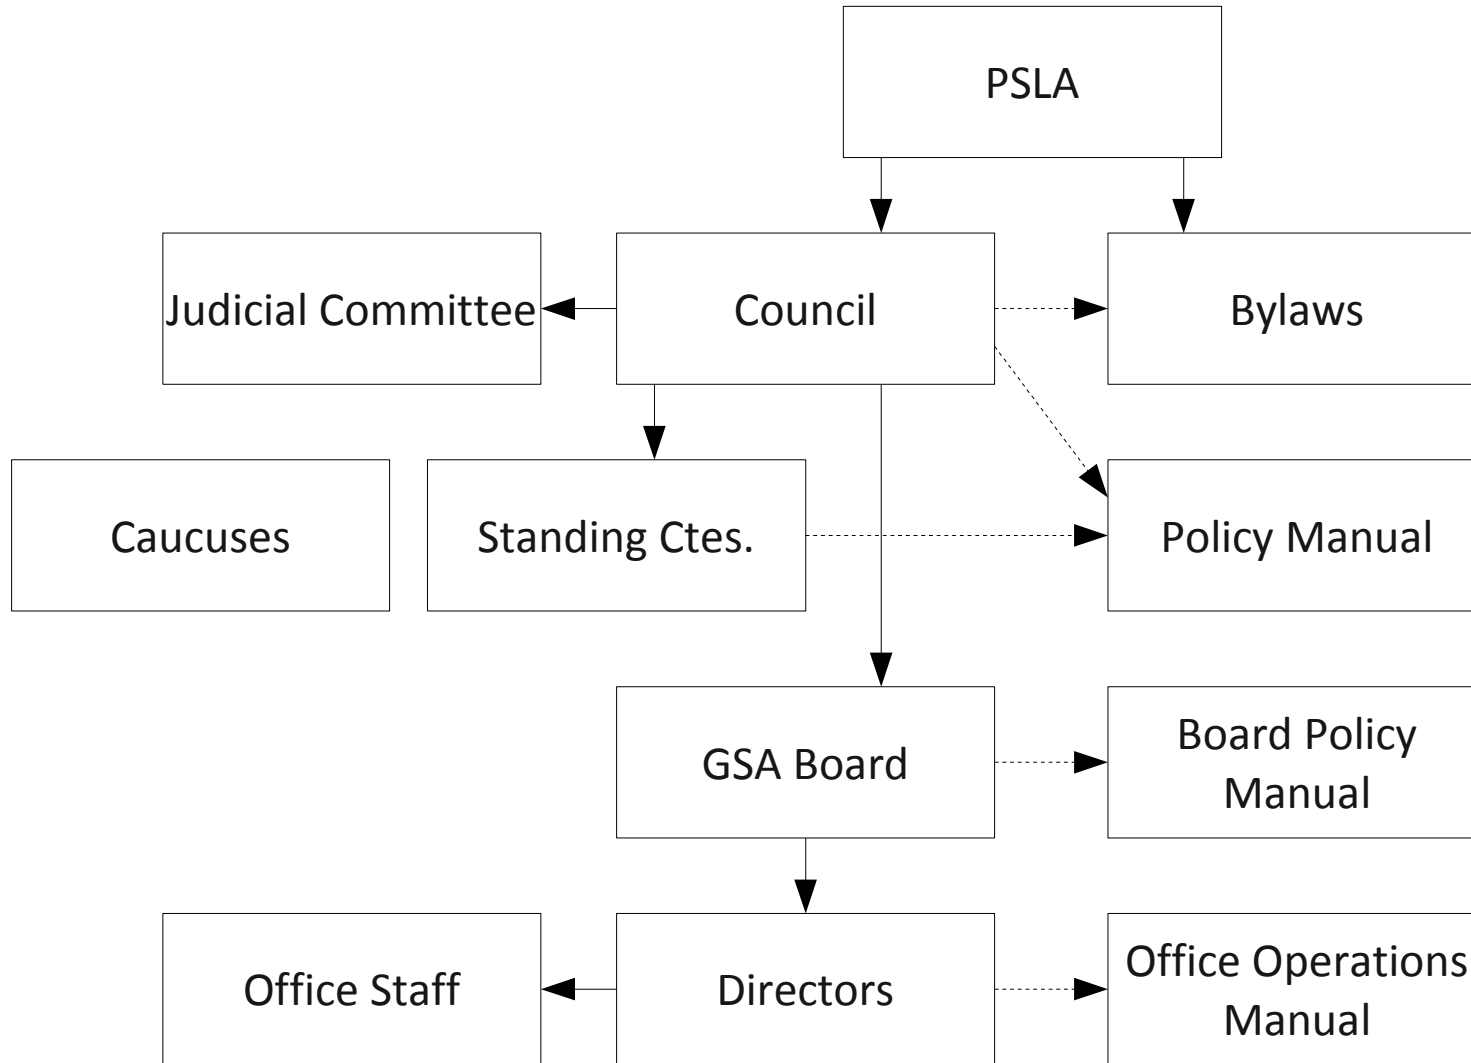 PSLA
Judicial Committee
Council
Bylaws
Caucuses
Standing Ctes.
Policy Manual
GSA Board
Board Policy
Manual
Office Staff
Directors
Office Operations
Manual